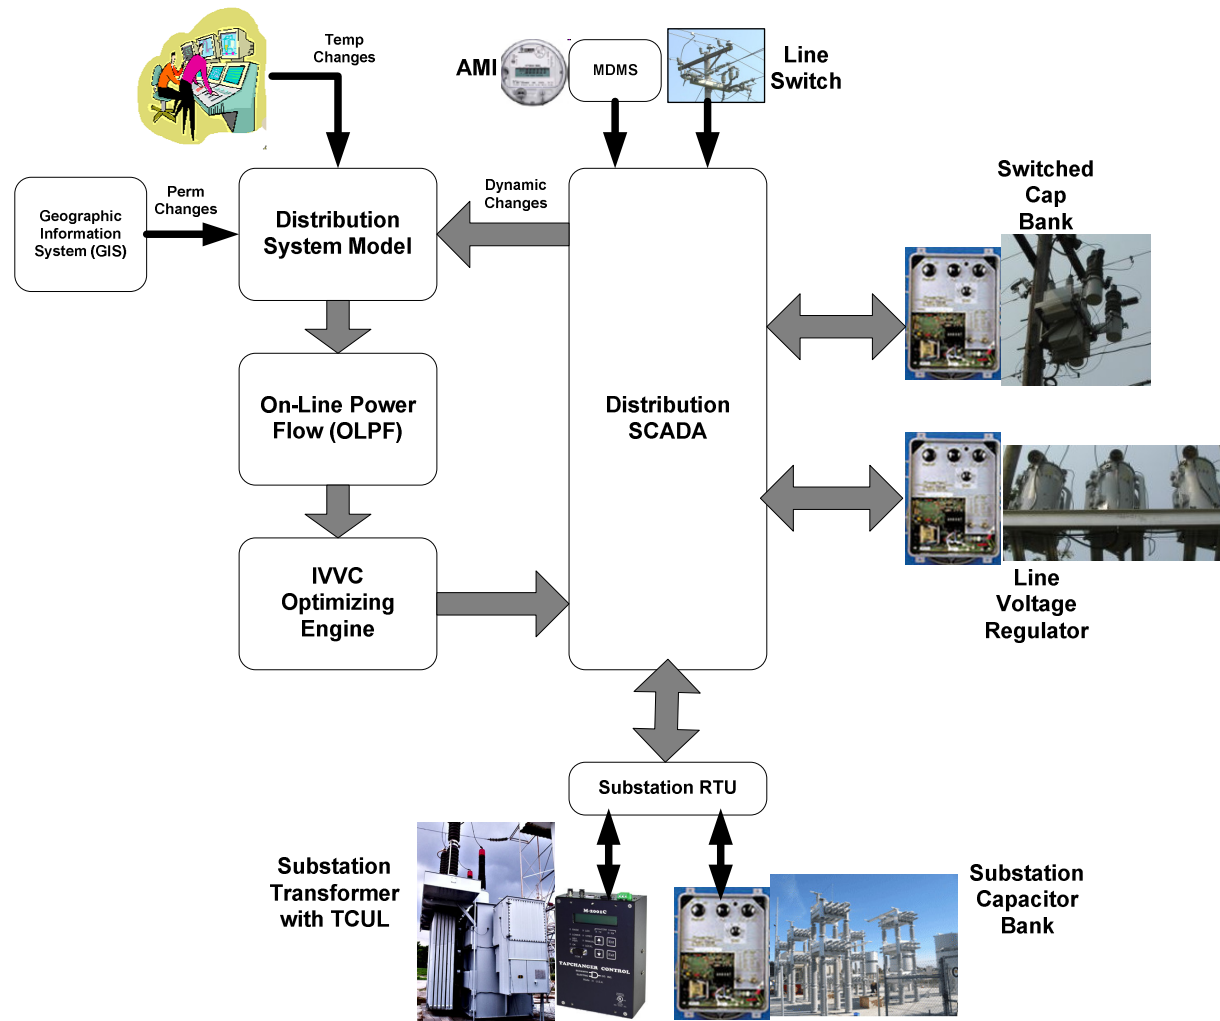 Temp
Changes
AMI
MDMS
Line
Switch
Geographic
Information
System (GIS)
Perm
Changes
Distribution
System Model
Dynamic
Changes
Switched
Cap
Bank
On-Line Power
Flow (OLPF)
Distribution
SCADA
IVVC
Optimizing
Engine
Line
Voltage
Regulator
Substation RTU
Substation
Transformer
with TCUL
M-2001C
TAPCHANGER CONTROL
Substation
Capacitor
Bank